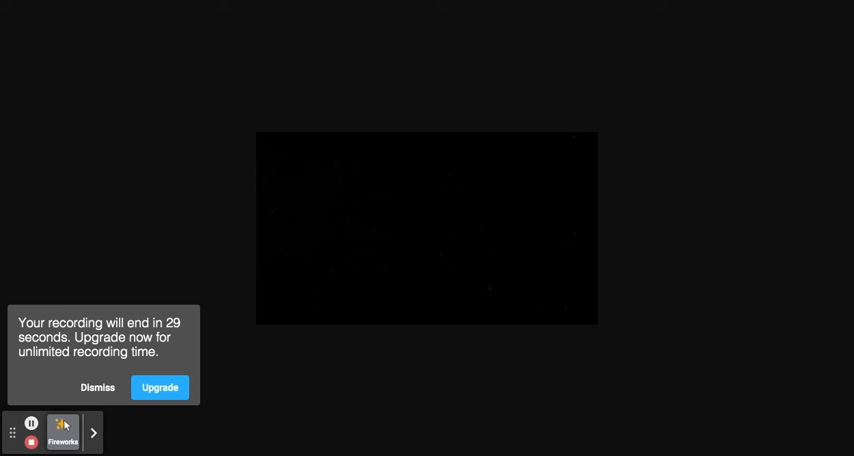 Your recording will end in 29
seconds. Upgrade now for
unlimited recording time.
Dismiss Upgrade
Fireworks